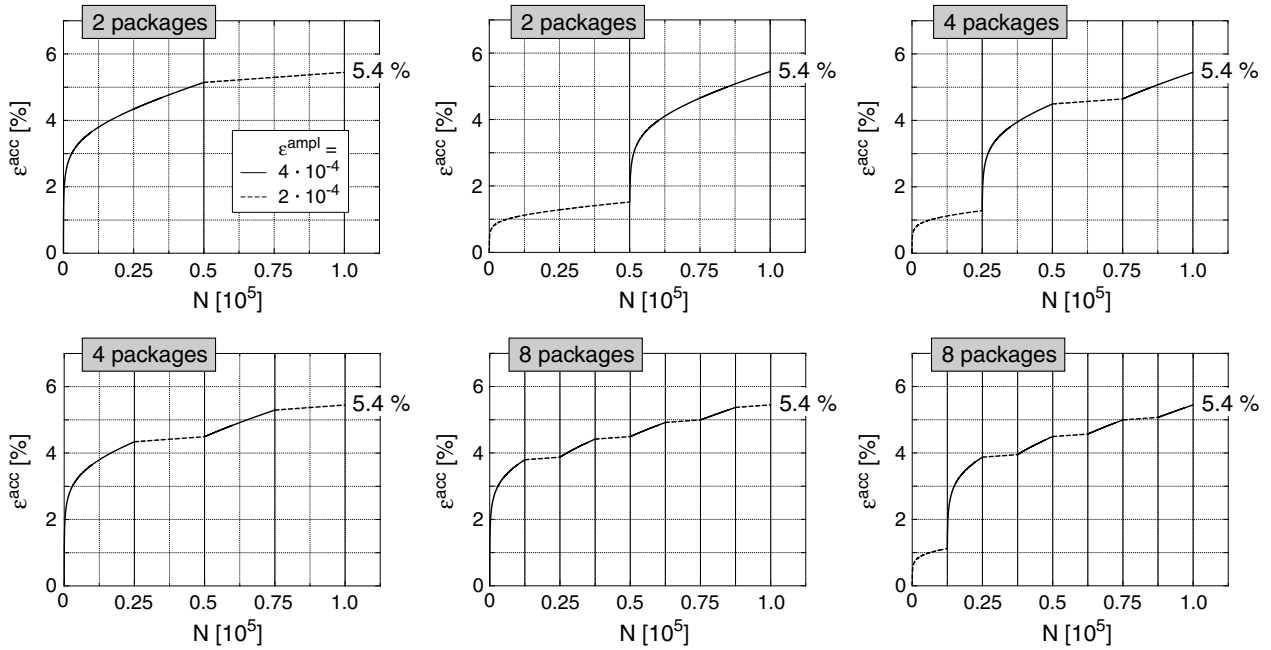 2 packages
6
4
2
0
ε^acc [%]
5.4 %
ε^ampl =
4 · 10^-4
2 · 10^-4
0 0.25 0.5 0.75 1.0
N [10^5]
2 packages
6
4
2
0
ε^acc [%]
5.4 %
0 0.25 0.5 0.75 1.0
N [10^5]
4 packages
6
4
2
0
ε^acc [%]
5.4 %
0 0.25 0.5 0.75 1.0
N [10^5]
4 packages
6
4
2
0
ε^acc [%]
5.4 %
0 0.25 0.5 0.75 1.0
N [10^5]
8 packages
6
4
2
0
ε^acc [%]
5.4 %
0 0.25 0.5 0.75 1.0
N [10^5]
8 packages
6
4
2
0
ε^acc [%]
5.4 %
0 0.25 0.5 0.75 1.0
N [10^5]